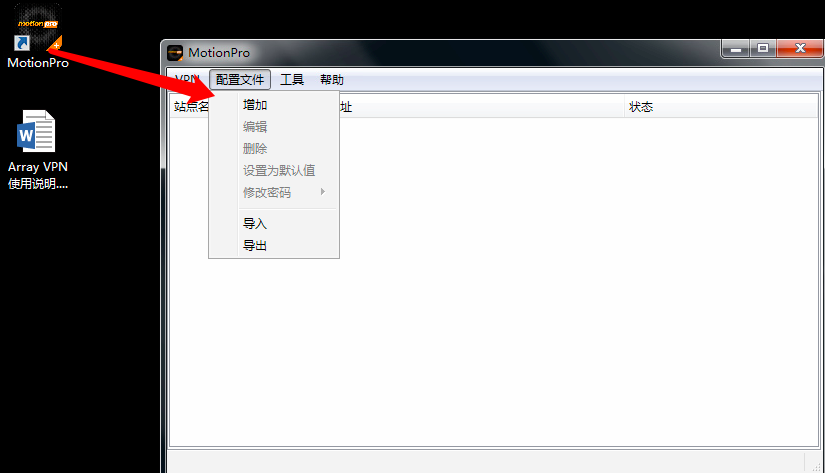 motionpro
MotionPro
Array VPN
使用说明....
MotionPro
VPN 配置文件 工具 帮助
站点名 址 状态
增加
编辑
删除
设置为默认值
修改密码
导入
导出